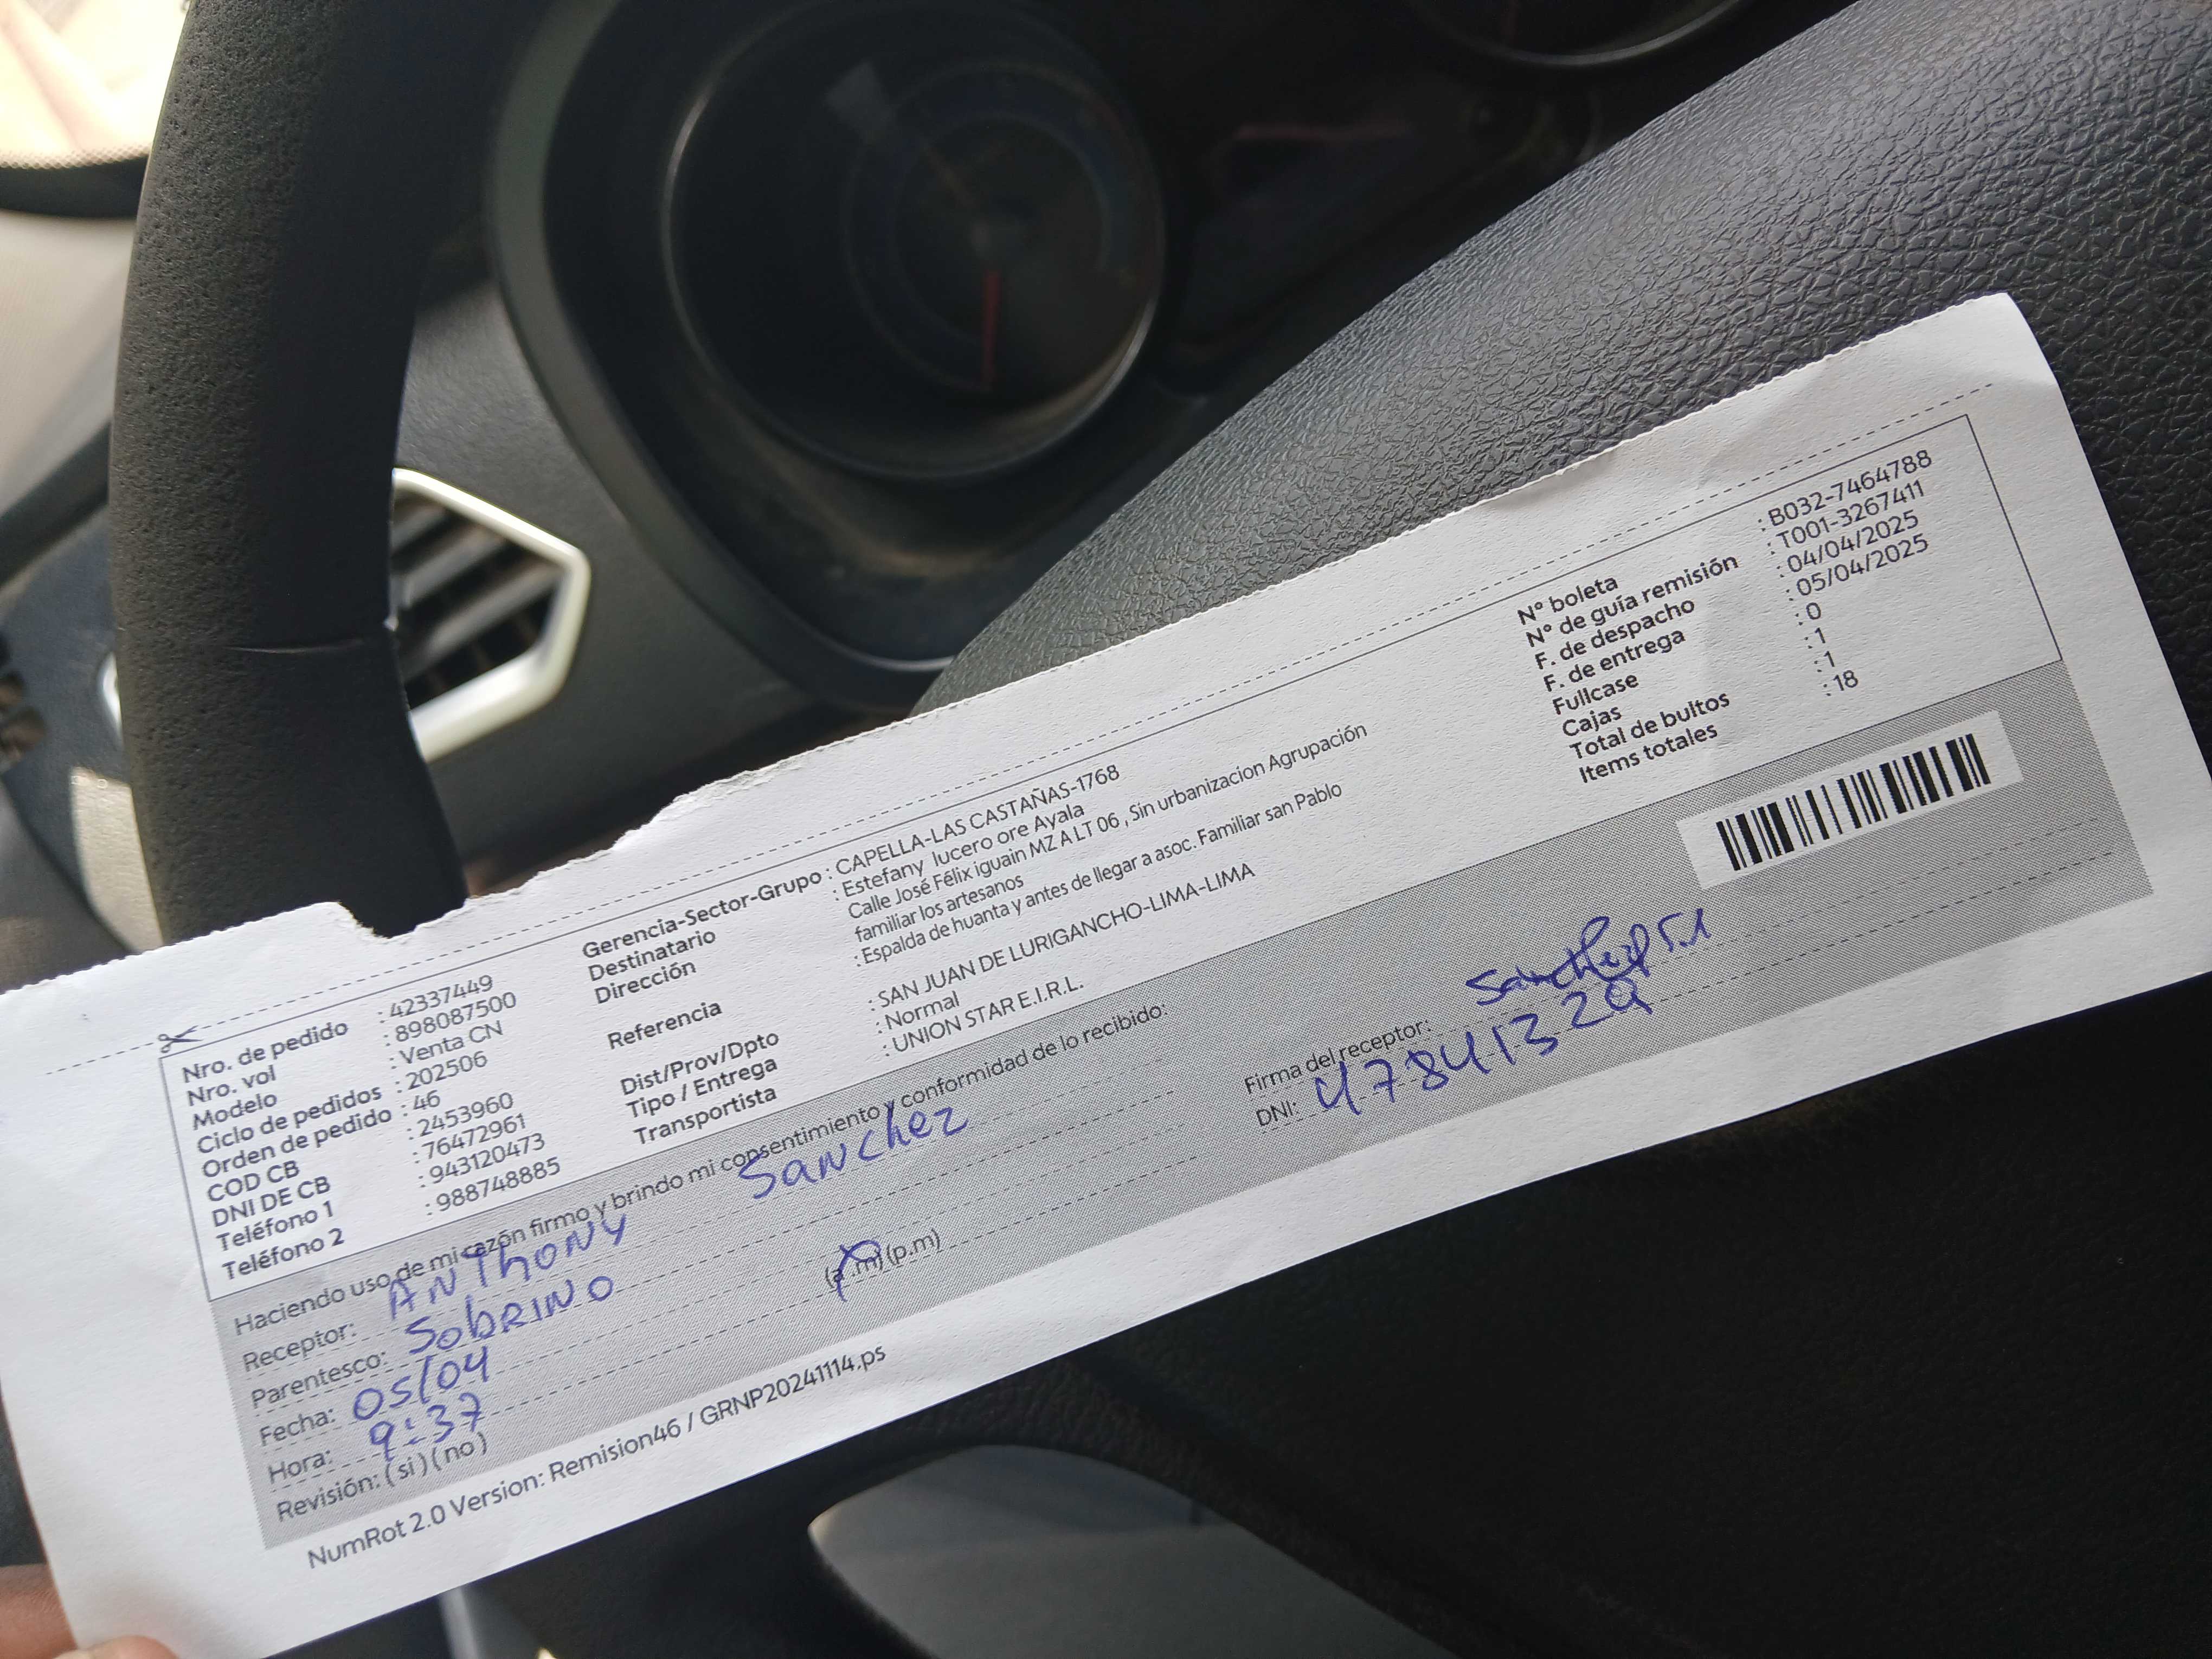 Nro. de pedido : 42337449
Nro. vol : 898087500
Modelo : Venta CN
Ciclo de pedidos : 202506
Orden de pedido : 46
COD CB : 2453960
DNI DE CB : 76472961
Teléfono 1 : 943120473
Teléfono 2 : 988748885
Gerencia-Sector-Grupo : CAPELLA-LAS CASTAÑAS-1768
Destinatario : Estefany lucero ore Ayala
Dirección Calle José Félix iguain MZ A LT 06 , Sin urbanizacion Agrupación
familiar los artesanos
Referencia : Espalda de huanta y antes de llegar a asoc. Familiar san Pablo
Dist/Prov/Dpto : SAN JUAN DE LURIGANCHO-LIMA-LIMA
Tipo / Entrega : Normal
Transportista : UNION STAR E.I.R.L.
N° boleta : B032-7464788
N° de guía remisión : T001-3267411
F. de despacho : 04/04/2025
F. de entrega : 05/04/2025
Fullcase : 0
Cajas : 1
Total de bultos : 1
Items totales : 18
Haciendo uso de mi razón firmo y brindo mi consentimiento y conformidad de lo recibido:
Receptor: ANThONY Sanchez
Parentesco: SobRINO
Fecha: 05/04
Hora: 9:37 (a .m) (p.m)
Revisión: (si) (no)
Firma del receptor:
DNI: 47841329
NumRot 2.0 Version: Remision46 / GRNP20241114.ps